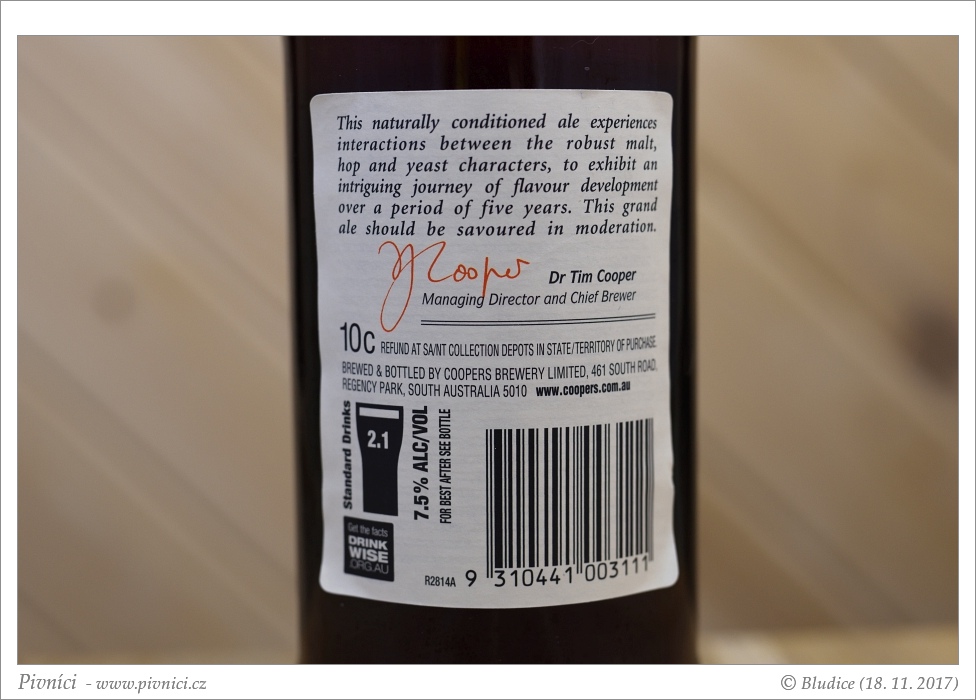 This naturally conditioned ale experiences
interactions between the robust malt,
hop and yeast characters, to exhibit an
intriguing journey of flavour development
over a period of five years. This grand
ale should be savoured in moderation.
T Cooper
Dr Tim Cooper
Managing Director and Chief Brewer
10c REFUND AT SA/NT COLLECTION DEPOTS IN STATE/TERRITORY OF PURCHASE.
BREWED & BOTTLED BY COOPERS BREWERY LIMITED, 461 SOUTH ROAD,
REGENCY PARK, SOUTH AUSTRALIA 5010 www.coopers.com.au
Standard Drinks
2.1
7.5% ALC/VOL
FOR BEST AFTER SEE BOTTLE
Get the facts
DRINK
WISE
.ORG.AU
R2814A
9 310441 003111
Pivníci - www.pivnici.cz
© Bludice (18. 11. 2017)